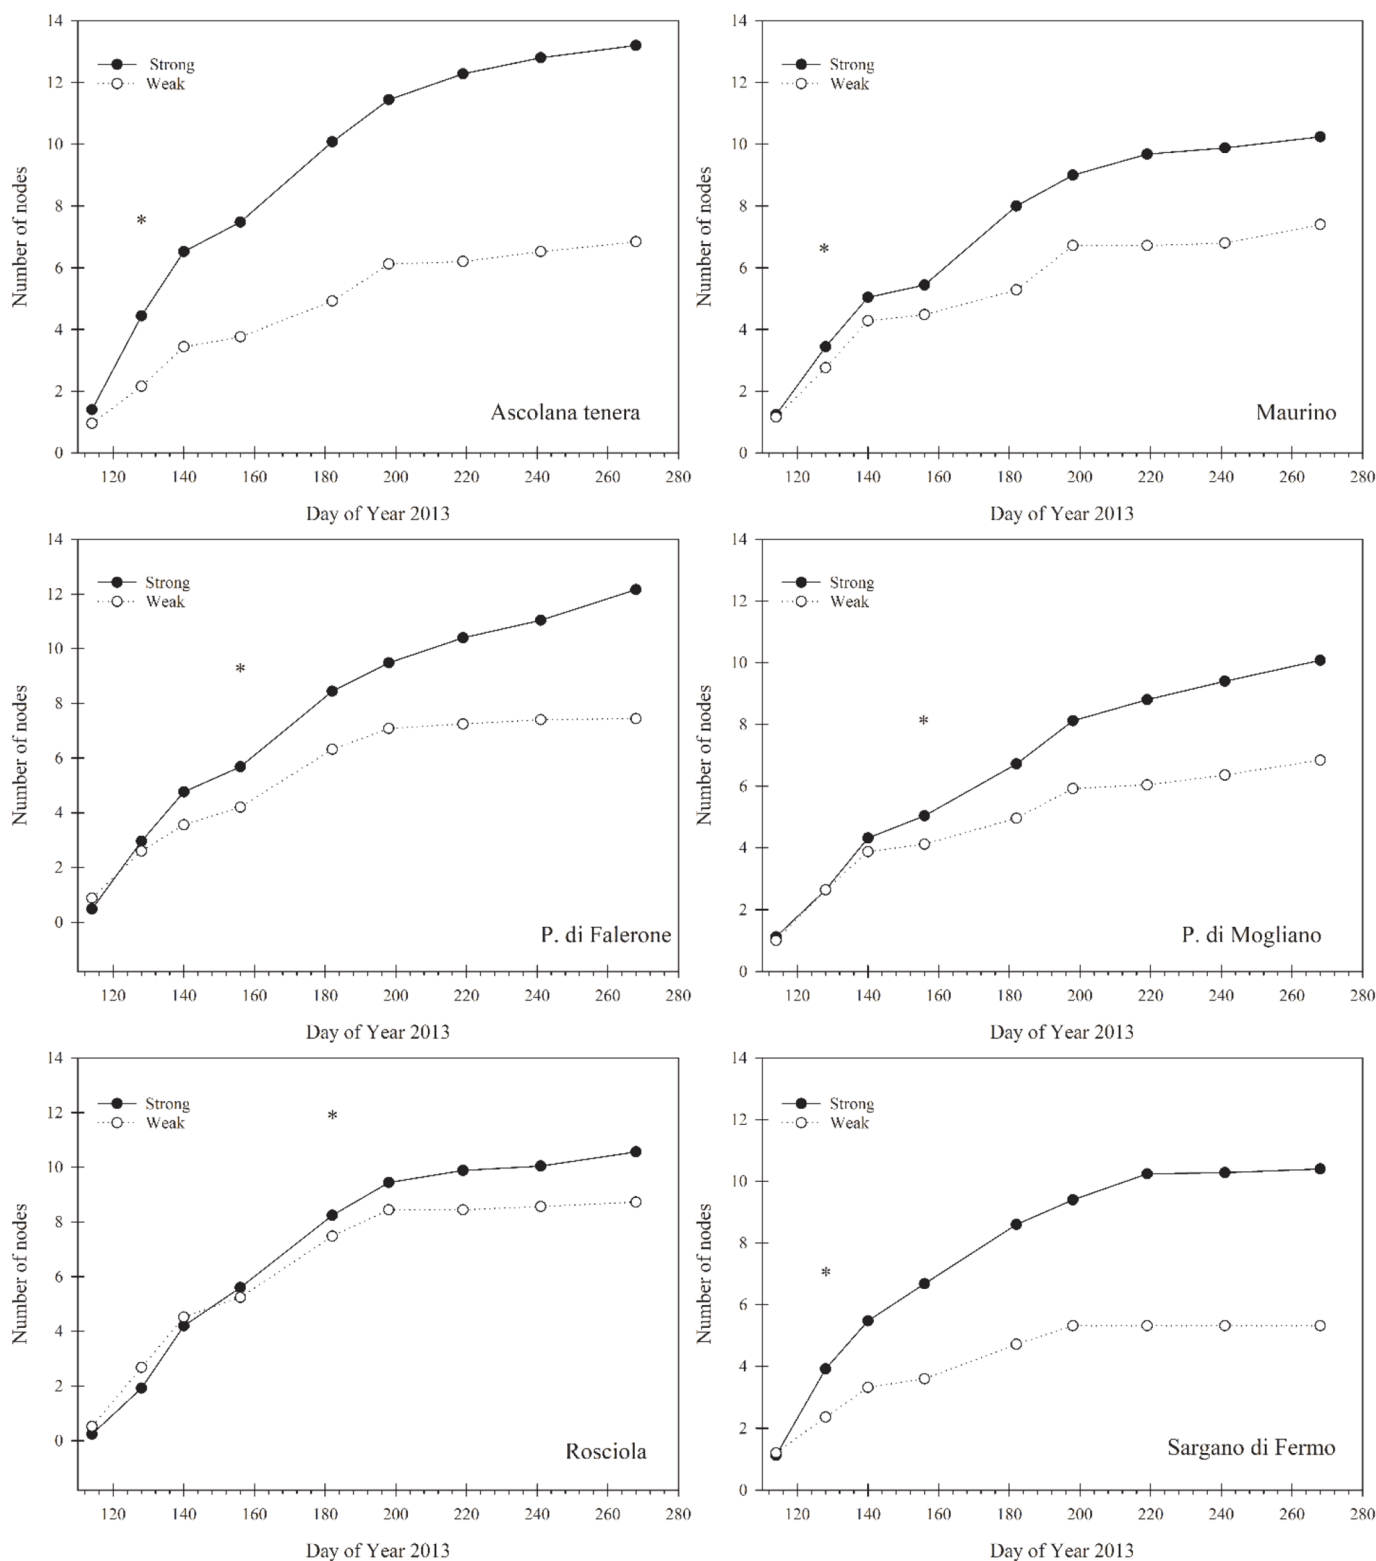 14
12
10
8
6
4
2
0
Number of nodes
Strong
Weak
*
Ascolana tenera
120 140 160 180 200 220 240 260 280
Day of Year 2013
14
12
10
8
6
4
2
0
Number of nodes
Strong
Weak
*
Maurino
120 140 160 180 200 220 240 260 280
Day of Year 2013
14
12
10
8
6
4
2
0
Number of nodes
Strong
Weak
*
P. di Falerone
120 140 160 180 200 220 240 260 280
Day of Year 2013
14
12
10
8
6
4
2
0
Number of nodes
Strong
Weak
*
P. di Mogliano
120 140 160 180 200 220 240 260 280
Day of Year 2013
14
12
10
8
6
4
2
0
Number of nodes
Strong
Weak
*
Rosciola
120 140 160 180 200 220 240 260 280
Day of Year 2013
14
12
10
8
6
4
2
0
Number of nodes
Strong
Weak
*
Sargano di Fermo
120 140 160 180 200 220 240 260 280
Day of Year 2013